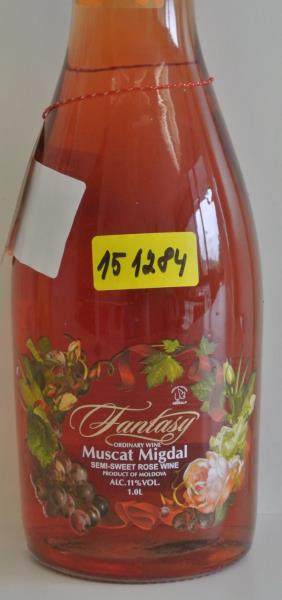 15 1284
Fantasy
ORDINARY WINE
Muscat Migdal
SEMI-SWEET ROSE WINE
PRODUCT OF MOLDOVA
ALC. 11% VOL.
1.0L